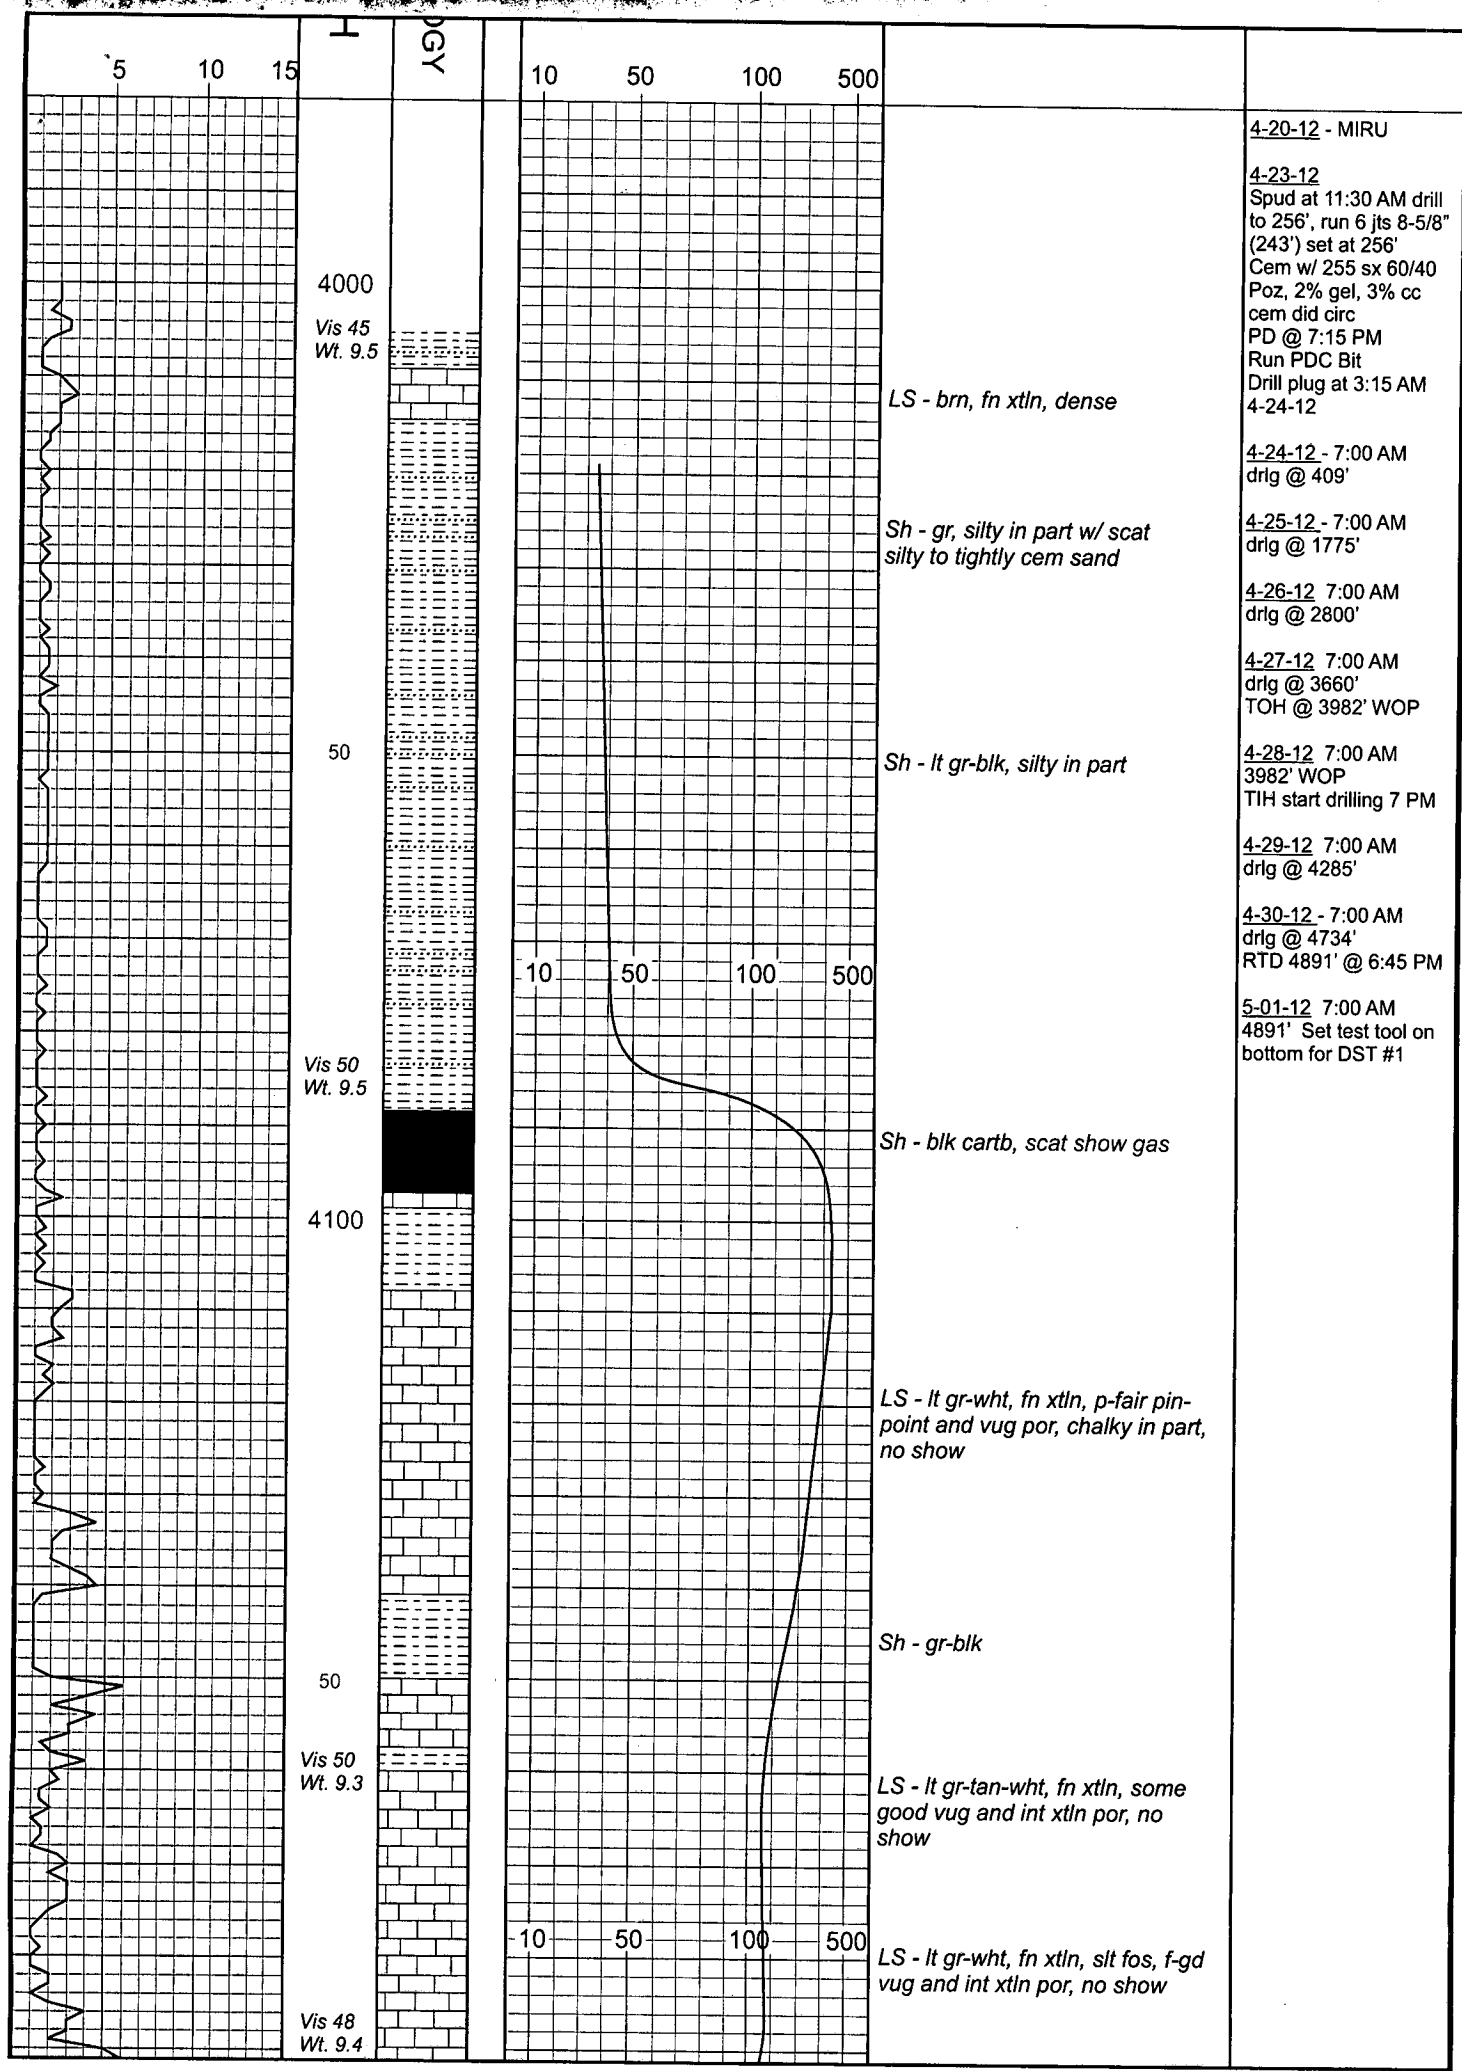 H
OGY
5 10 15
10 50 100 500
4000
Vis 45
Wt. 9.5
50
10 50 100 500
Vis 50
Wt. 9.5
4100
50
Vis 50
Wt. 9.3
10 50 100 500
Vis 48
Wt. 9.4
LS - brn, fn xtln, dense
Sh - gr, silty in part w/ scat
silty to tightly cem sand
Sh - lt gr-blk, silty in part
Sh - blk cartb, scat show gas
LS - lt gr-wht, fn xtln, p-fair pin-
point and vug por, chalky in part,
no show
Sh - gr-blk
LS - lt gr-tan-wht, fn xtln, some
good vug and int xtln por, no
show
LS - lt gr-wht, fn xtln, slt fos, f-gd
vug and int xtln por, no show
4-20-12 - MIRU
4-23-12
Spud at 11:30 AM drill
to 256', run 6 jts 8-5/8"
(243') set at 256'
Cem w/ 255 sx 60/40
Poz, 2% gel, 3% cc
cem did circ
PD @ 7:15 PM
Run PDC Bit
Drill plug at 3:15 AM
4-24-12
4-24-12 - 7:00 AM
drlg @ 409'
4-25-12 - 7:00 AM
drlg @ 1775'
4-26-12 7:00 AM
drlg @ 2800'
4-27-12 7:00 AM
drlg @ 3660'
TOH @ 3982' WOP
4-28-12 7:00 AM
3982' WOP
TIH start drilling 7 PM
4-29-12 7:00 AM
drlg @ 4285'
4-30-12 - 7:00 AM
drlg @ 4734'
RTD 4891' @ 6:45 PM
5-01-12 7:00 AM
4891' Set test tool on
bottom for DST #1